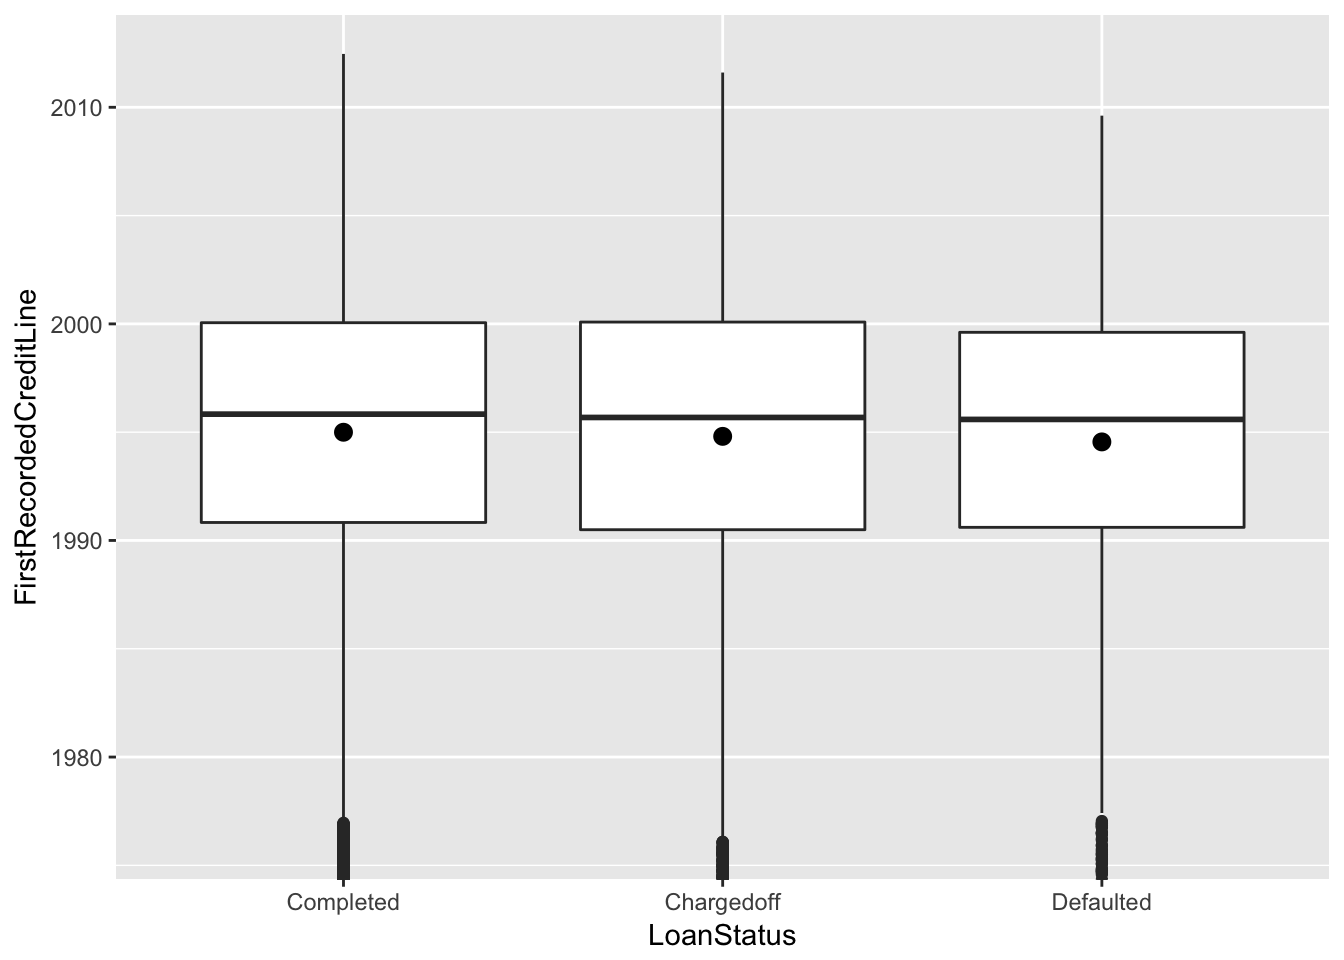 FirstRecordedCreditLine
2010
2000
1990
1980
Completed
Chargedoff
Defaulted
LoanStatus